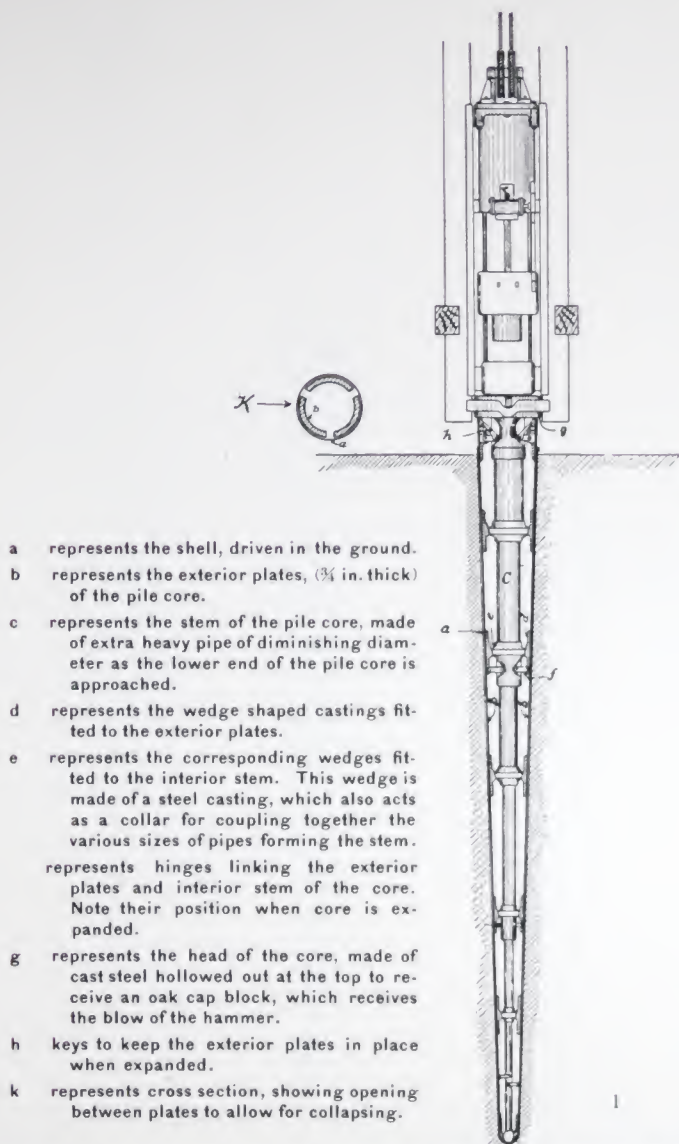 K
b
a
h
g
C
e
d
a
f
a represents the shell, driven in the ground.
b represents the exterior plates, (¾ in. thick)
of the pile core.
c represents the stem of the pile core, made
of extra heavy pipe of diminishing diam-
eter as the lower end of the pile core is
approached.
d represents the wedge shaped castings fit-
ted to the exterior plates.
e represents the corresponding wedges fit-
ted to the interior stem. This wedge is
made of a steel casting, which also acts
as a collar for coupling together the
various sizes of pipes forming the stem.
represents hinges linking the exterior
plates and interior stem of the core.
Note their position when core is ex-
panded.
g represents the head of the core, made of
cast steel hollowed out at the top to re-
ceive an oak cap block, which receives
the blow of the hammer.
h keys to keep the exterior plates in place
when expanded.
k represents cross section, showing opening
between plates to allow for collapsing.
1